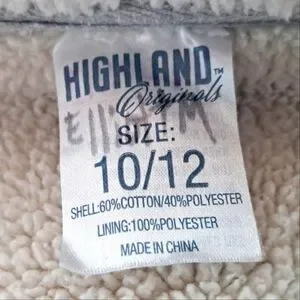 HIGHLAND™
Originals
SIZE:
10/12
SHELL:60%COTTON/40%POLYESTER
LINING:100%POLYESTER
MADE IN CHINA